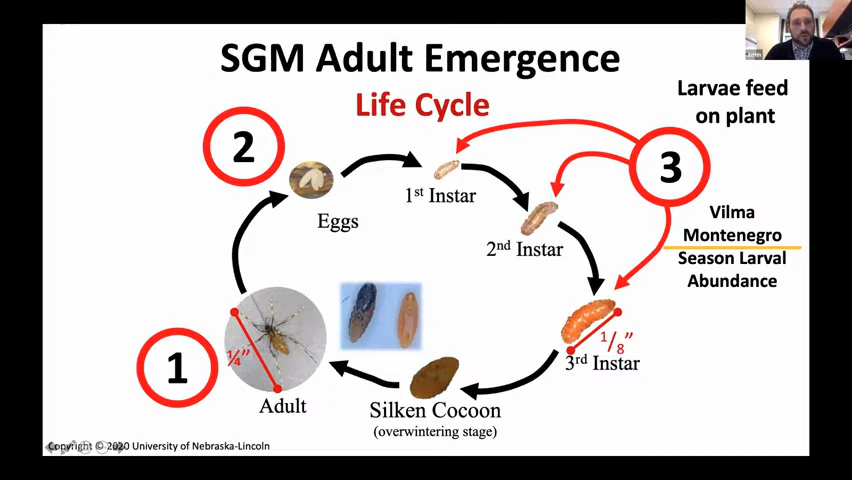 SGM Adult Emergence
Life Cycle
Larvae feed
on plant
2
3
1st Instar
Eggs
2nd Instar
Vilma
Montenegro
Season Larval
Abundance
1/8”
3rd Instar
1
¼”
Adult
Silken Cocoon
(overwintering stage)
Copyright © 2020 University of Nebraska-Lincoln
Justin